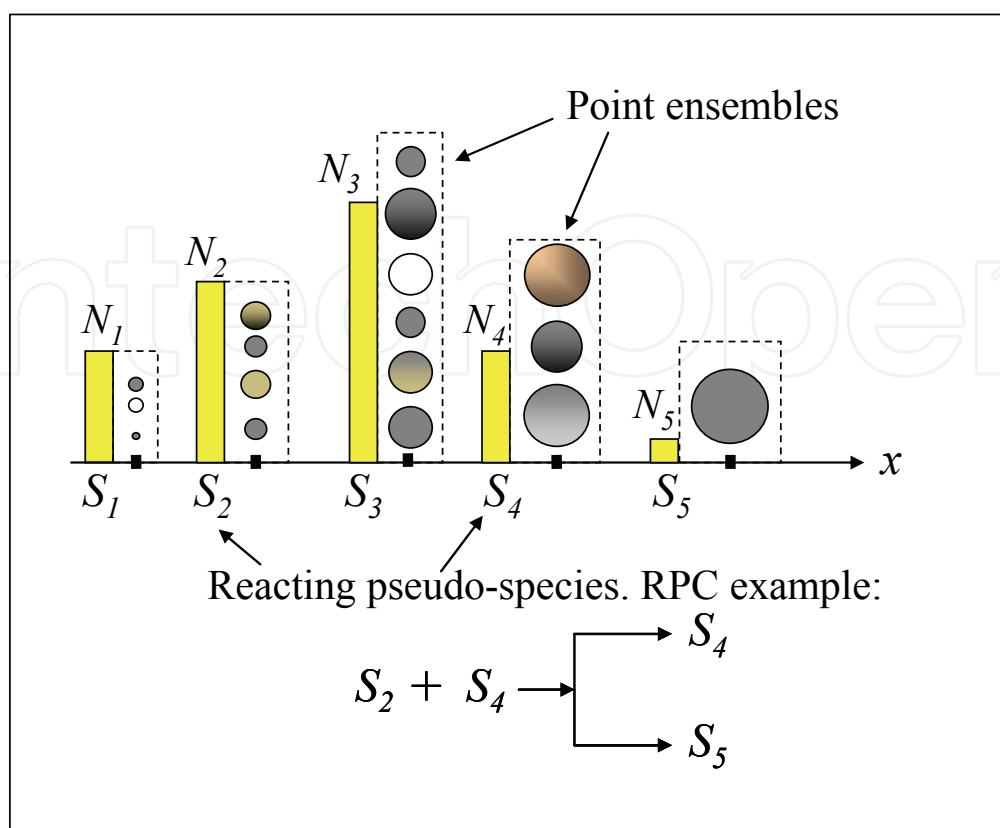 Point ensembles
N3
N2
N1
N4
N5
x
S1
S2
S3
S4
S5
Reacting pseudo-species. RPC example:
S4
S2 + S4
S5